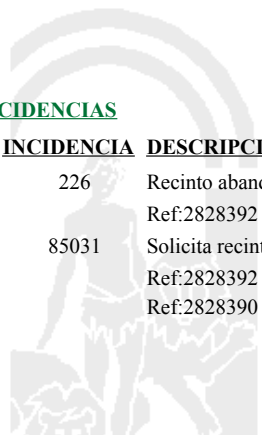 CIDENCIAS
INCIDENCIA DESCRIPCI
226 Recinto aband
Ref:2828392
85031 Solicita recint
Ref:2828392
Ref:2828390